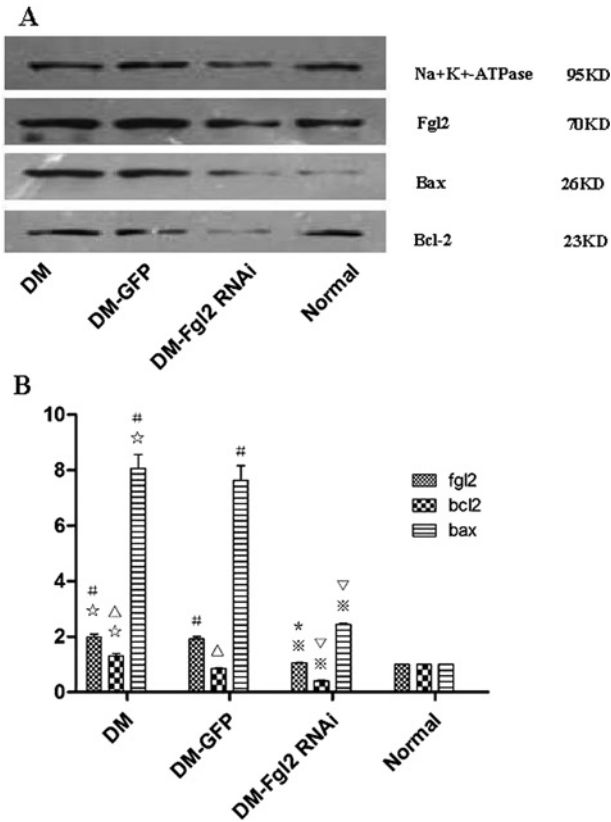 A
Na+K+-ATPase 95KD
Fgl2 70KD
Bax 26KD
Bcl-2 23KD
DM
DM-GFP
DM-Fgl2 RNAi
Normal
B
10
8
6
4
2
0
#
☆
#
☆
△
☆
#
△
#
*
※
▽
※
▽
※
fgl2
bcl2
bax
DM
DM-GFP
DM-Fgl2 RNAi
Normal